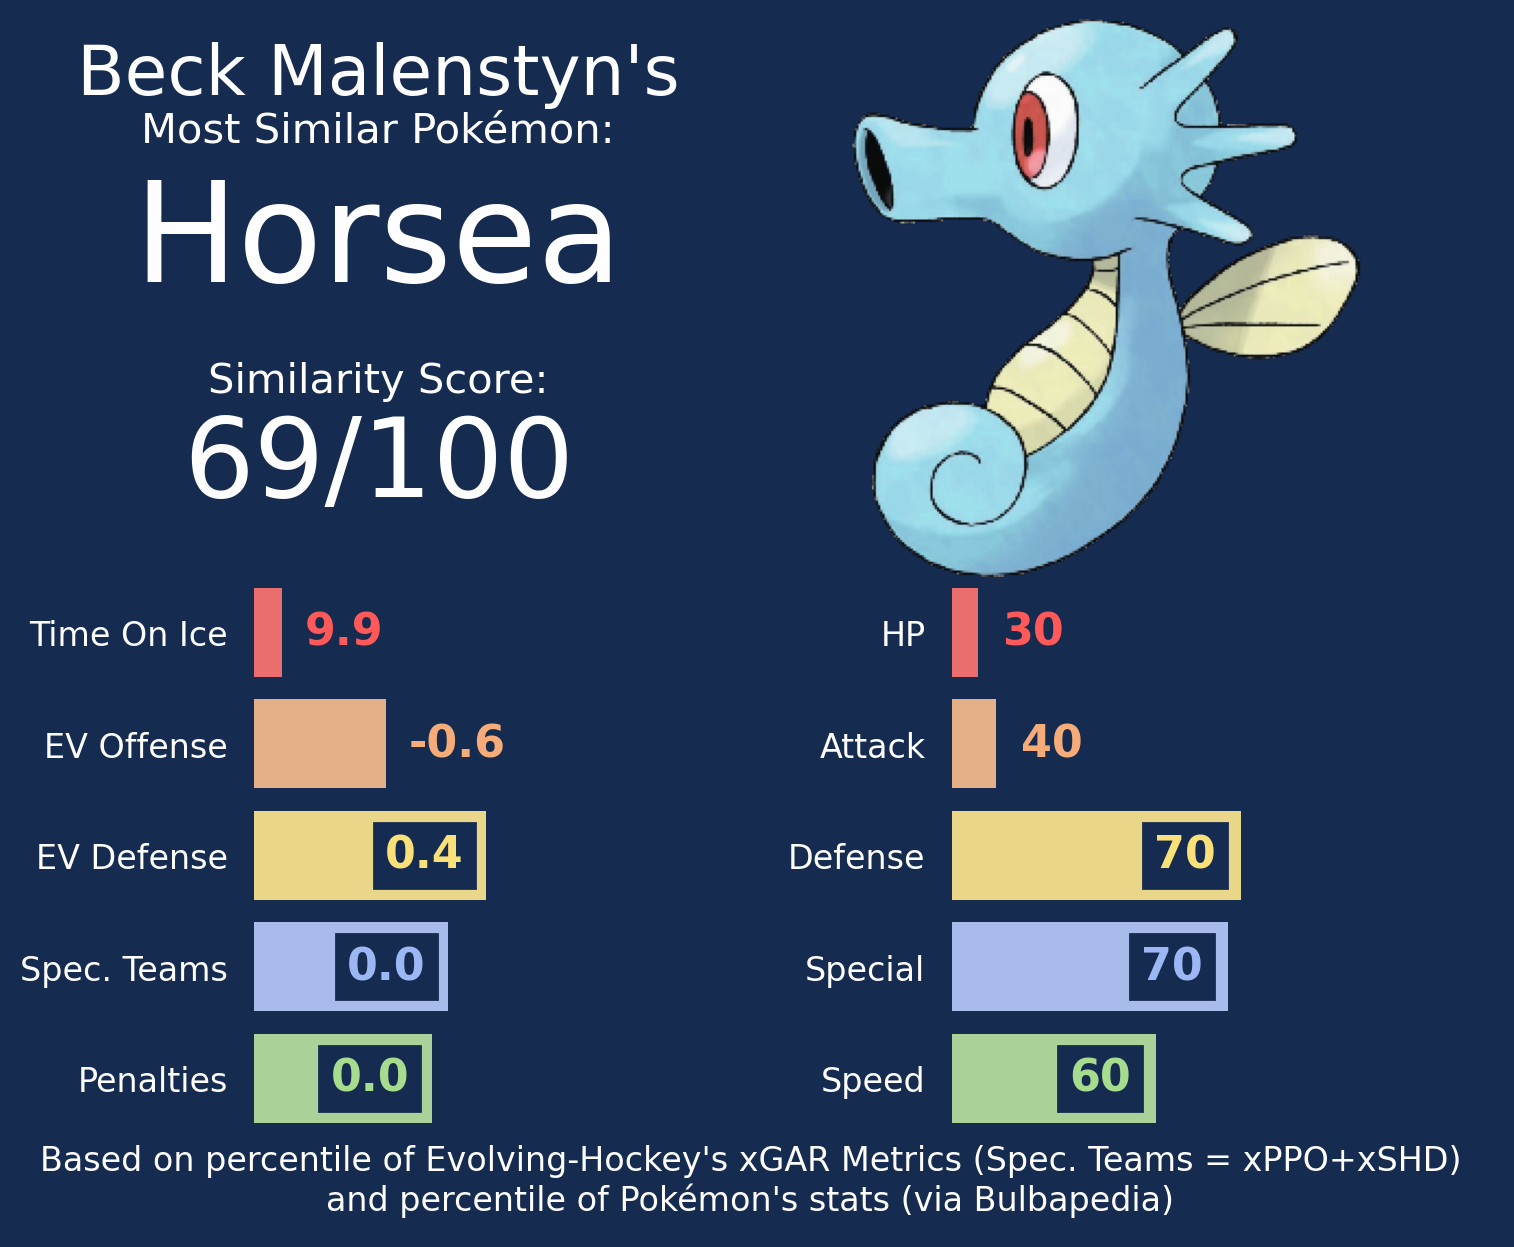 Beck Malenstyn's
Most Similar Pokémon:
Horsea
Similarity Score:
69/100
Time On Ice 9.9
EV Offense -0.6
EV Defense 0.4
Spec. Teams 0.0
Penalties 0.0
HP 30
Attack 40
Defense 70
Special 70
Speed 60
Based on percentile of Evolving-Hockey's xGAR Metrics (Spec. Teams = xPPO+xSHD)
and percentile of Pokémon's stats (via Bulbapedia)